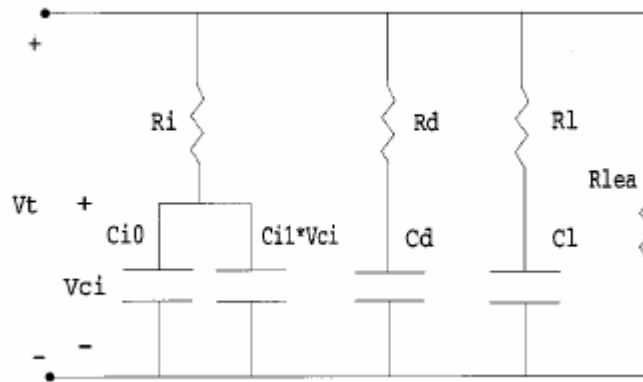 +
Ri
Rd
Rl
Rlea
Vt
+
Ci0
Ci1*Vci
Cd
Cl
Vci
-
-